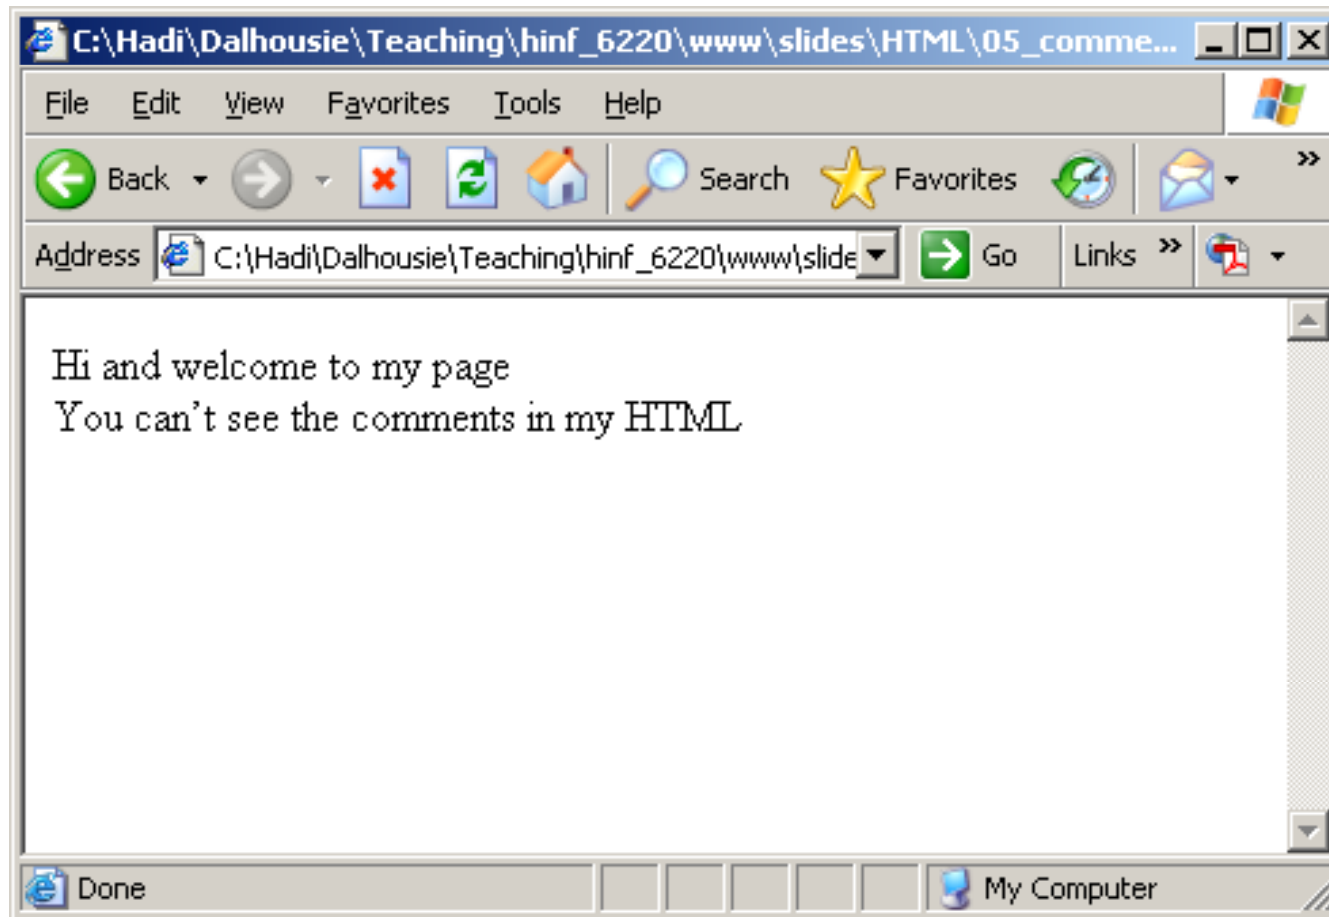 C:\Hadi\Dalhousie\Teaching\hinf_6220\www\slides\HTML\05_comme...
File Edit View Favorites Tools Help
Back Search Favorites »
Address C:\Hadi\Dalhousie\Teaching\hinf_6220\www\slide Go Links »
Hi and welcome to my page
You can’t see the comments in my HTML
Done My Computer